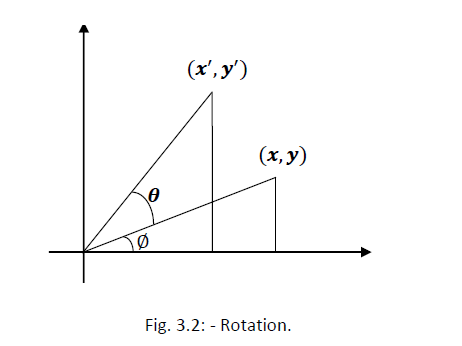 (x′, y′)
(x, y)
θ
∅
Fig. 3.2: - Rotation.